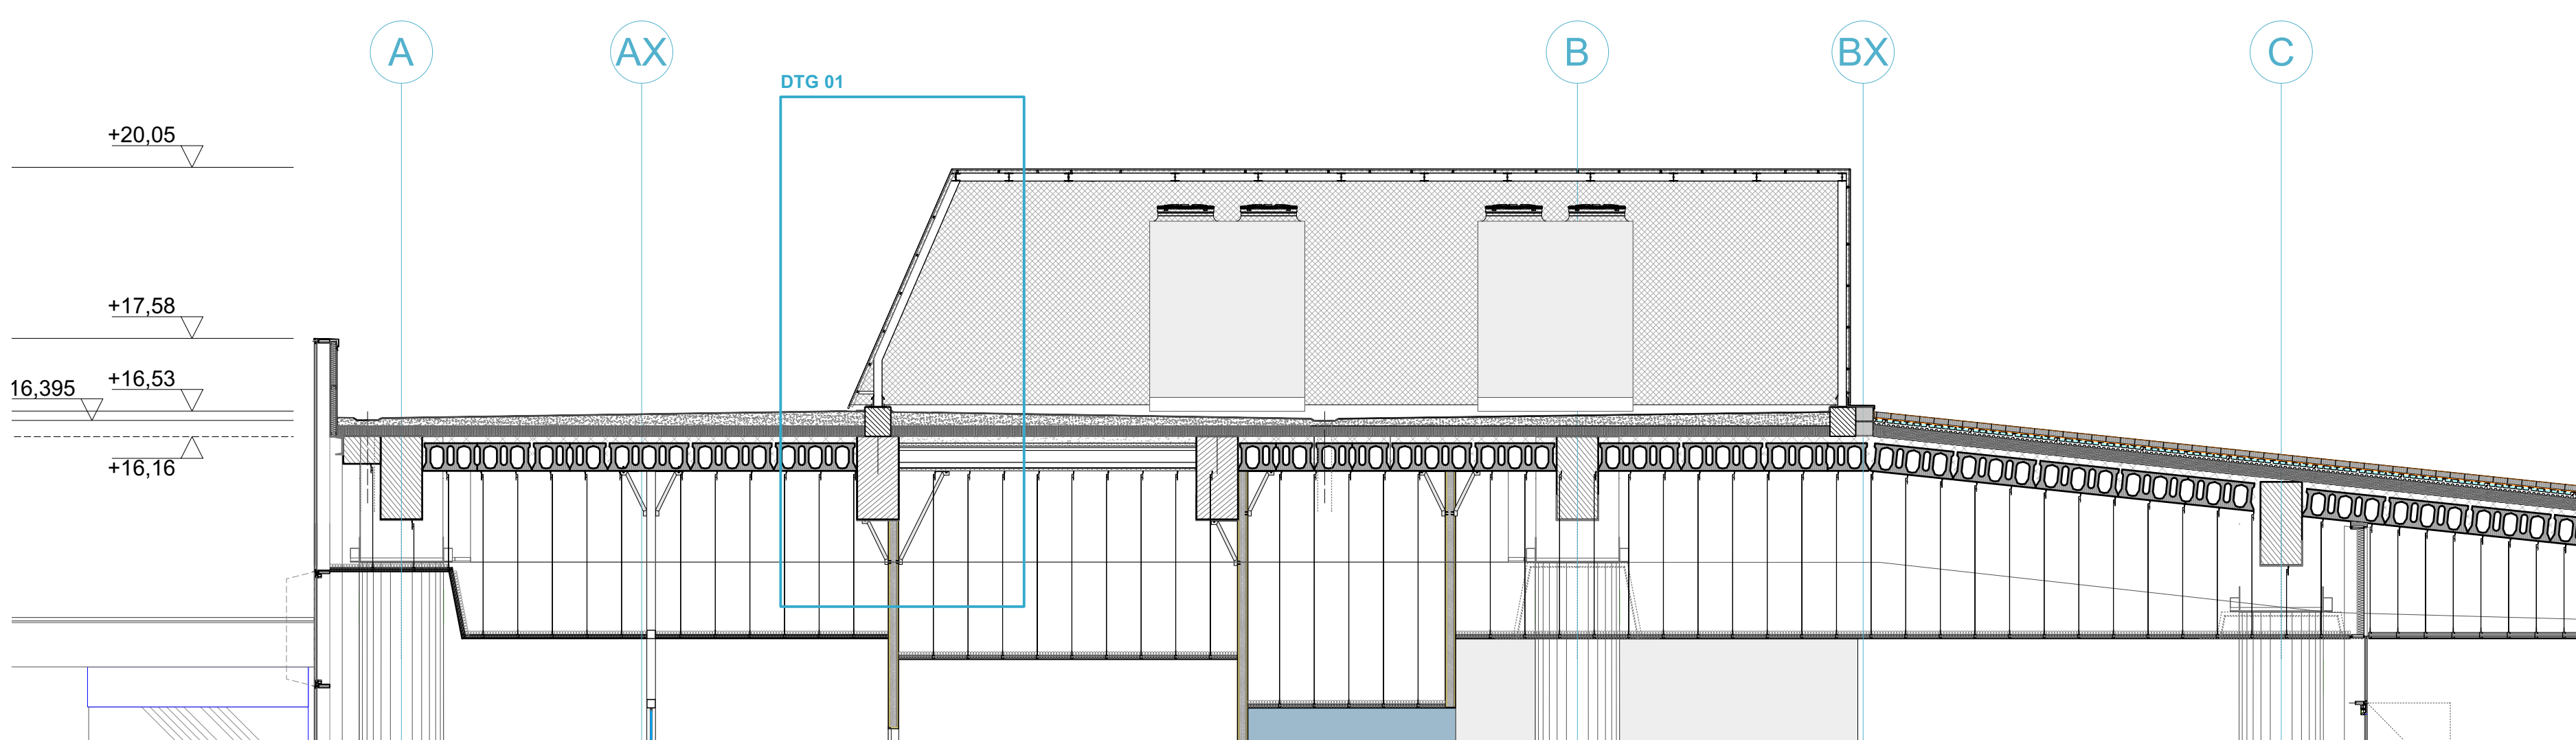 A
AX
B
BX
C
DTG 01
+20,05
+17,58
+16,53
16,395
+16,16